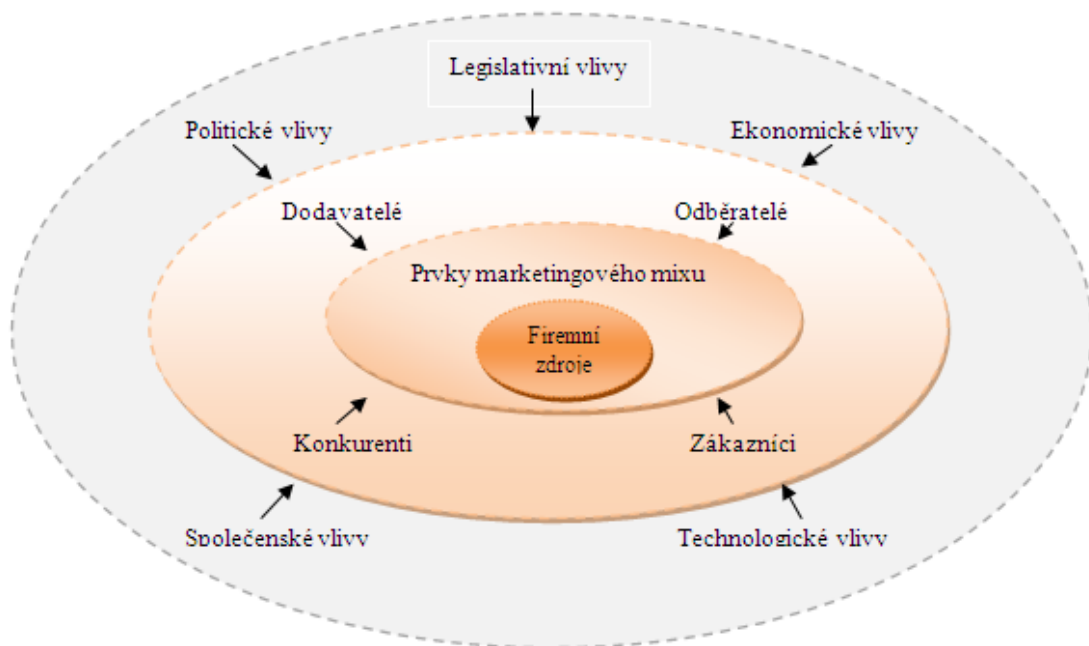 Legislativní vlivy
Politické vlivy
Ekonomické vlivy
Dodavatelé
Odběratelé
Prvky marketingového mixu
Firemní
zdroje
Konkurenti
Zákazníci
Společenské vlivy
Technologické vlivy